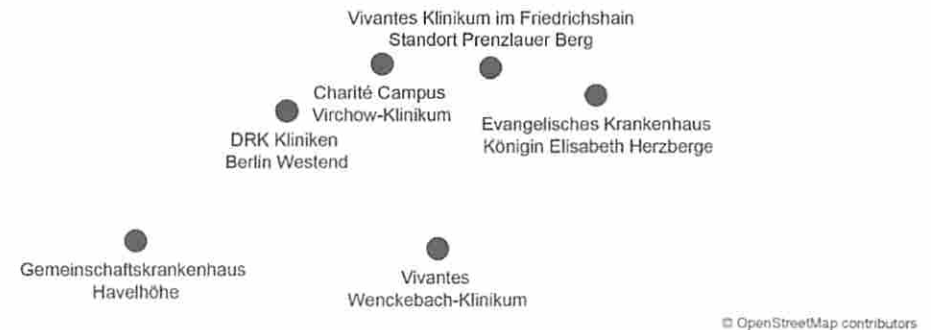 Vivantes Klinikum im Friedrichshain
Standort Prenzlauer Berg
Charité Campus
Virchow-Klinikum
DRK Kliniken
Berlin Westend
Evangelisches Krankenhaus
Königin Elisabeth Herzberge
Gemeinschaftskrankenhaus
Havelhöhe
Vivantes
Wenckebach-Klinikum
© OpenStreetMap contributors